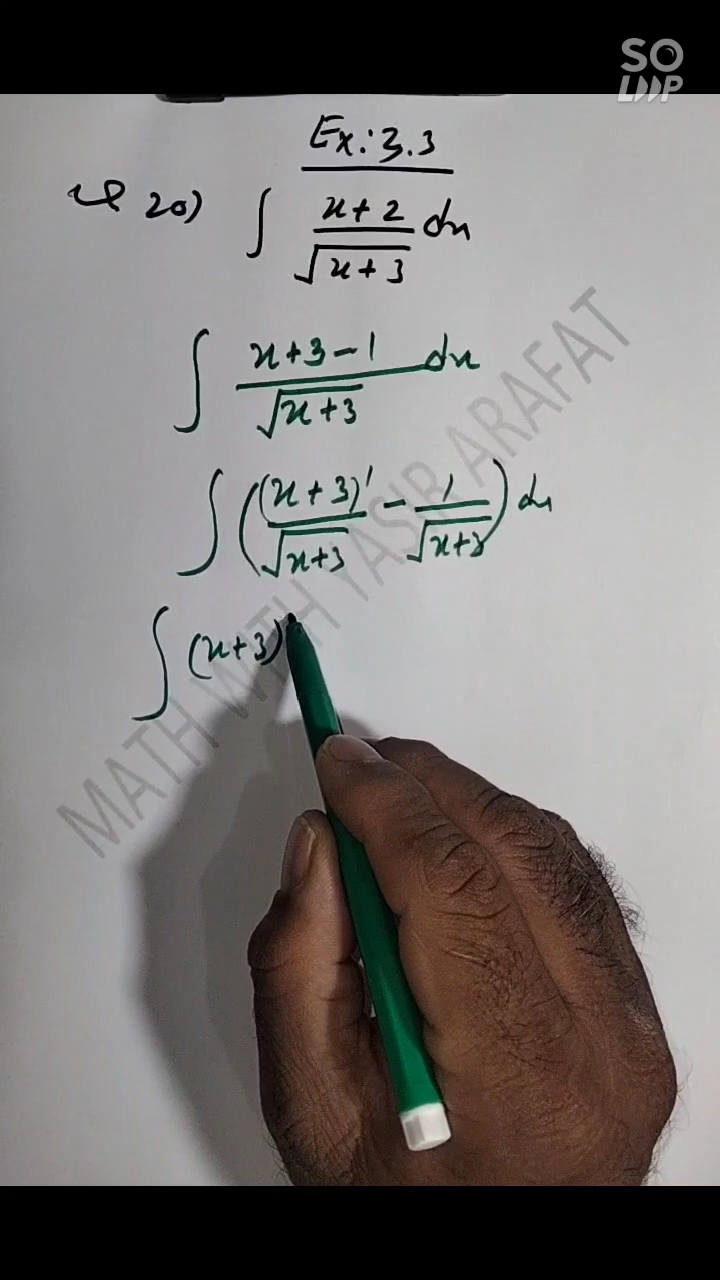 SO
LOOP
Ex: 3.3
20) ∫ x+2/√x+3 dx
∫ x+3-1/√x+3 dx
∫ ((x+3)¹/√x+3 - 1/√x+3) dx
∫ (x+3)
MATH WITH YASIR ARAFAT